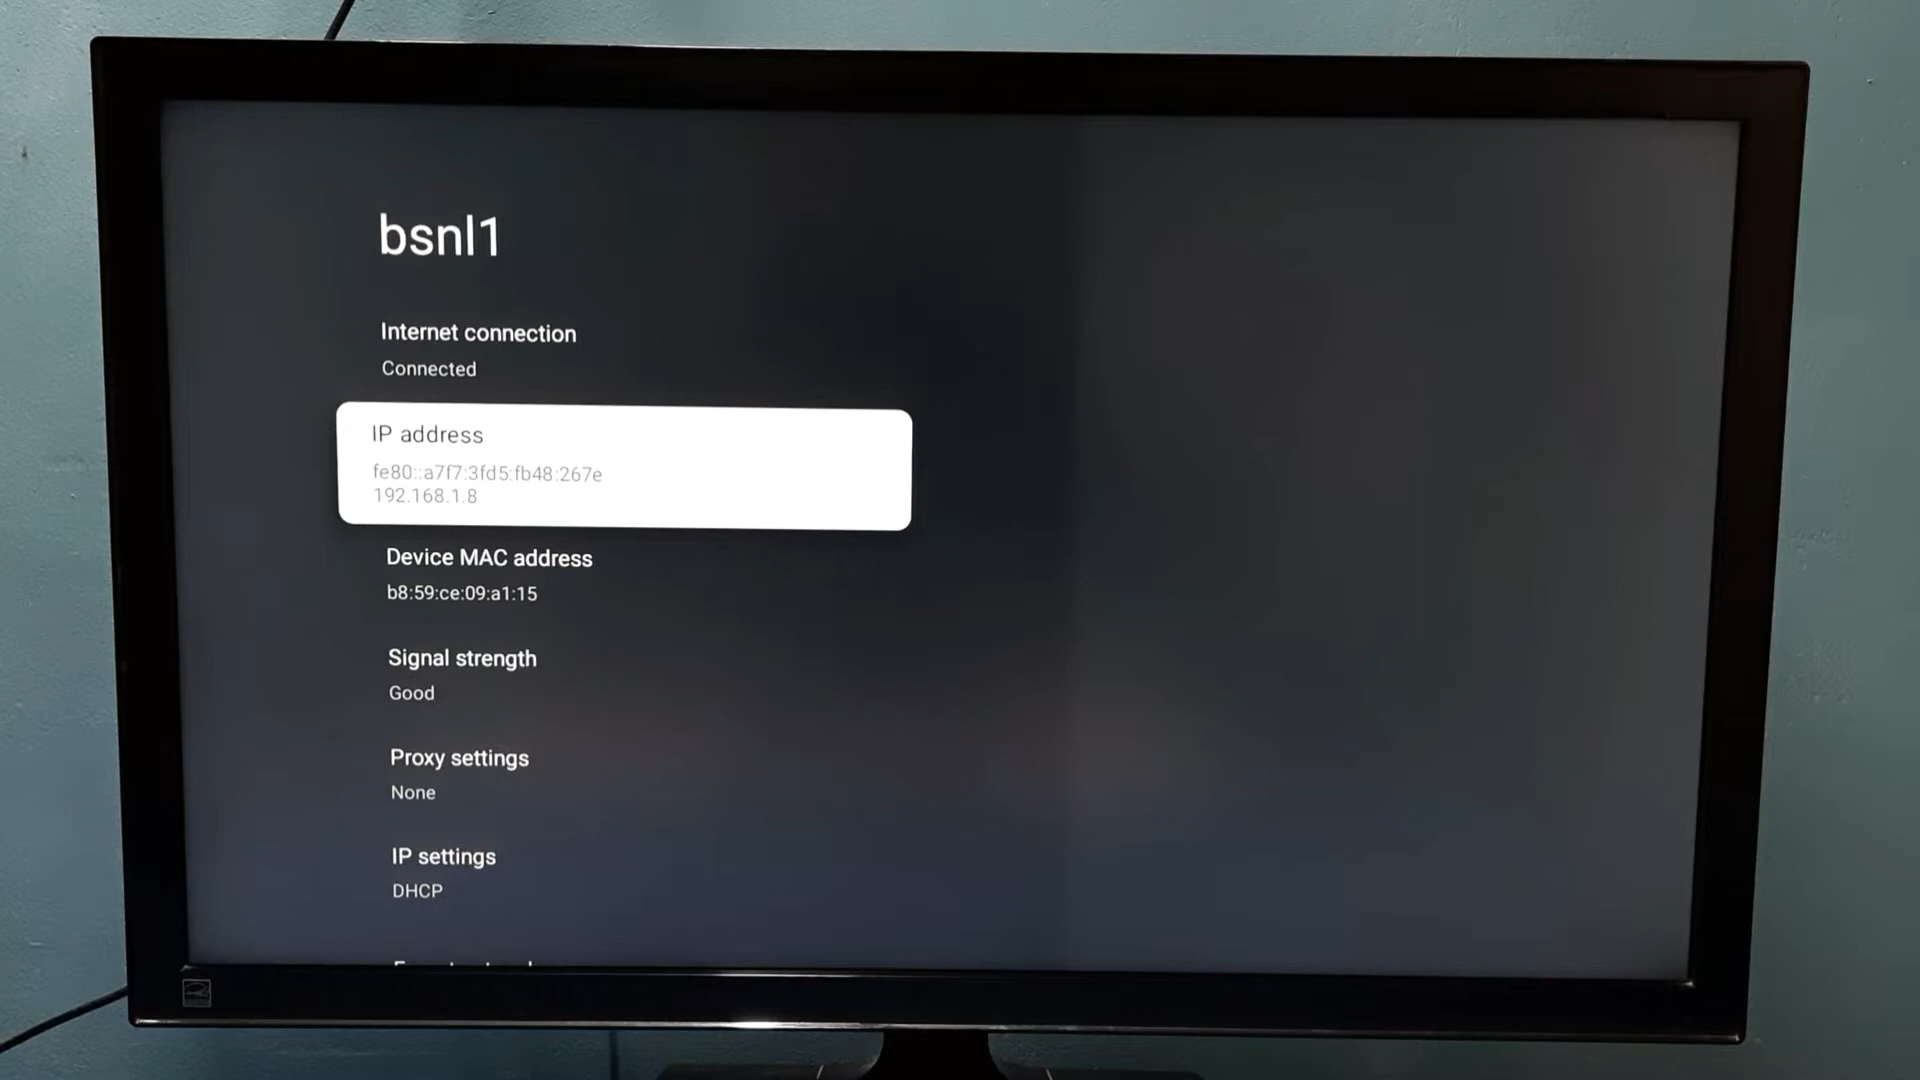 bsnl1
Internet connection
Connected
IP address
fe80::a7f7:3fd5:fb48:267e
192.168.1.8
Device MAC address
b8:59:ce:09:a1:15
Signal strength
Good
Proxy settings
None
IP settings
DHCP